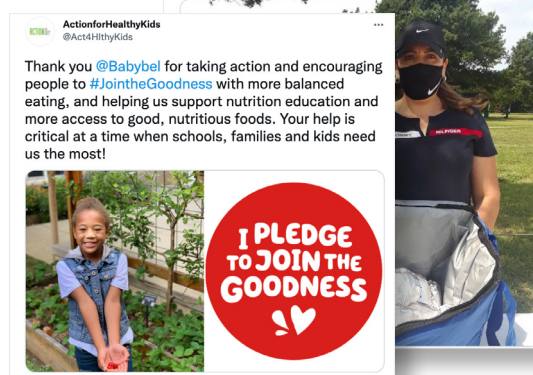 ActionforHealthyKids
@Act4HlthyKids
Thank you @Babybel for taking action and encouraging
people to #JointheGoodness with more balanced
eating, and helping us support nutrition education and
more access to good, nutritious foods. Your help is
critical at a time when schools, families and kids need
us the most!
I PLEDGE
TO JOIN THE
GOODNESS
HILFIGER